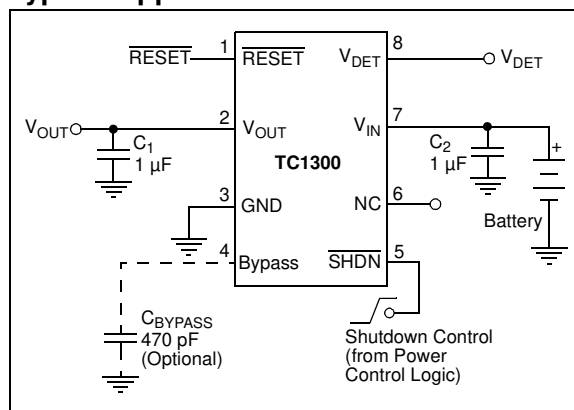 RESET
1
RESET
VDET
8
VDET
VOUT
2
VOUT
VIN
7
C1
1 µF
TC1300
C2
1 µF
+
3
GND
NC
6
Battery
4
Bypass
SHDN
5
CBYPASS
470 pF
(Optional)
Shutdown Control
(from Power
Control Logic)